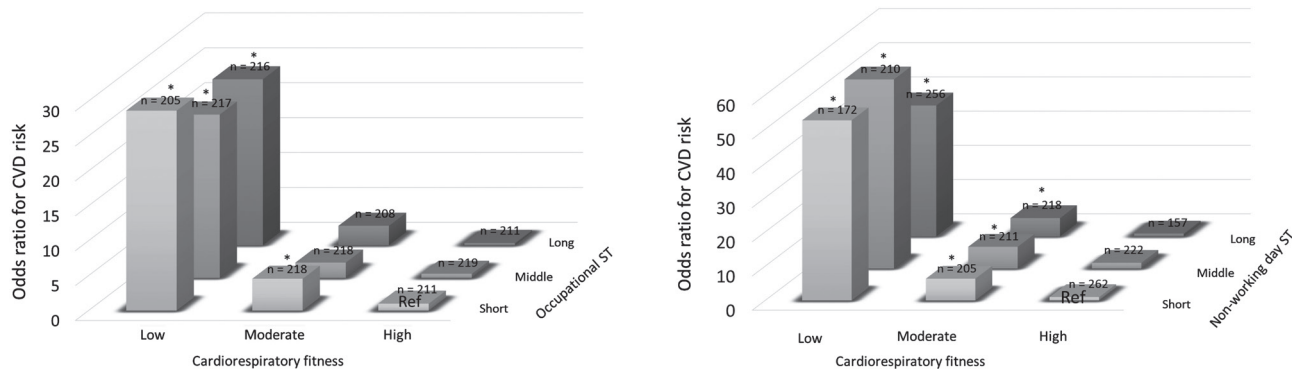 Odds ratio for CVD risk
30
25
20
15
10
5
0
*
n = 216
*
n = 205
*
n = 217
n = 208
n = 211
*
n = 218
n = 218
n = 219
n = 211
Ref
Long
Middle
Short
Occupational ST
Low
Moderate
High
Cardiorespiratory fitness
Odds ratio for CVD risk
60
50
40
30
20
10
0
*
n = 210
*
n = 172
*
n = 256
*
n = 218
n = 157
*
n = 211
n = 222
*
n = 205
n = 262
Ref
Long
Middle
Short
Non-working day ST
Low
Moderate
High
Cardiorespiratory fitness